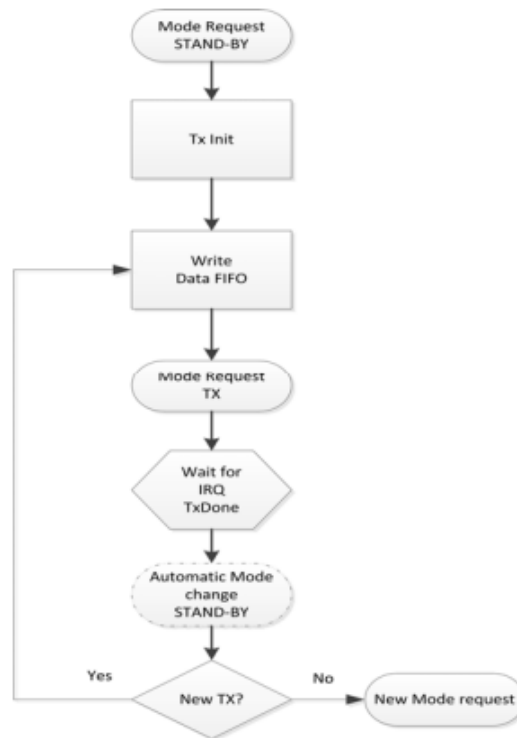 Mode Request
STAND-BY
Tx Init
Write
Data FIFO
Mode Request
TX
Wait for
IRQ
TxDone
Automatic Mode
change
STAND-BY
Yes
New TX?
No
New Mode request